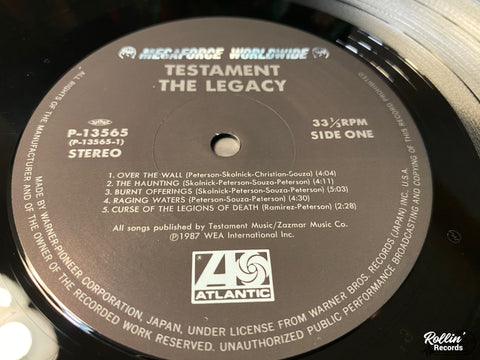 MEGAFORCE WORLDWIDE
TESTAMENT
THE LEGACY
P-13565
(P-13565-1)
STEREO
33 1/3 RPM
SIDE ONE
1. OVER THE WALL (Peterson-Skolnick-Christian-Souza) (4:04)
2. THE HAUNTING (Skolnick-Peterson-Souza-Peterson) (4:11)
3. BURNT OFFERINGS (Skolnick-Peterson-Souza-Peterson) (5:03)
4. RAGING WATERS (Peterson-Souza-Peterson) (4:30)
5. CURSE OF THE LEGIONS OF DEATH (Ramirez-Peterson) (2:28)
All songs published by Testament Music/Zazmar Music Co.
Ⓟ1987 WEA International Inc.
ATLANTIC
MADE BY WARNER-PIONEER CORPORATION, JAPAN, UNDER LICENSE FROM WARNER BROS. RECORDS (JAPAN) INC. U.S.A.
ALL RIGHTS OF THE MANUFACTURER AND OF THE OWNER OF THE RECORDED WORK RESERVED. UNAUTHORIZED PUBLIC PERFORMANCE BROADCASTING AND COPYING OF THIS RECORD PROHIBITED
Rollin'
Records